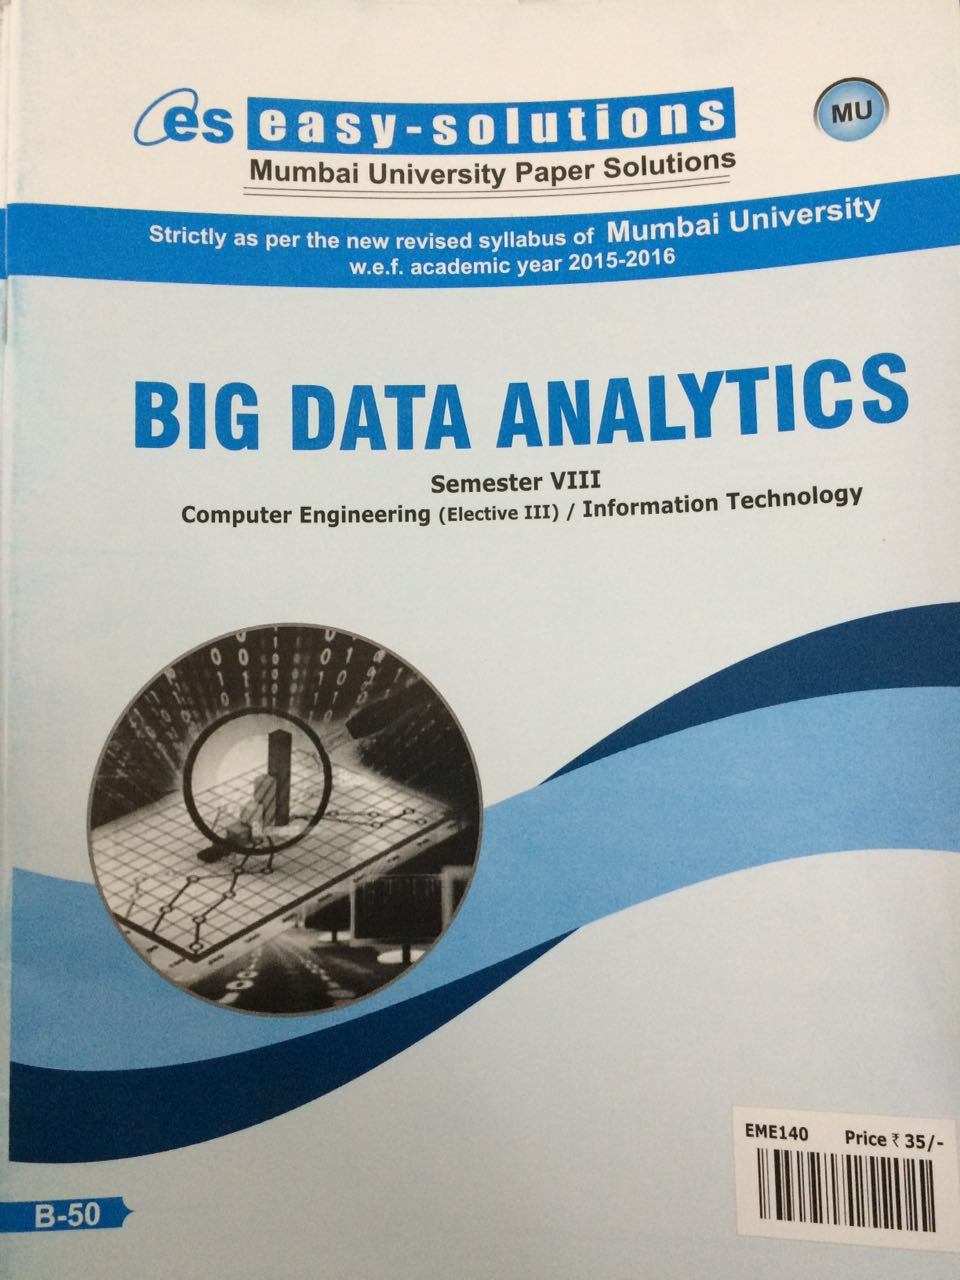 es easy-solutions
MU
Mumbai University Paper Solutions
Strictly as per the new revised syllabus of Mumbai University
w.e.f. academic year 2015-2016
BIG DATA ANALYTICS
Semester VIII
Computer Engineering (Elective III) / Information Technology
EME140 Price ₹ 35/-
B-50